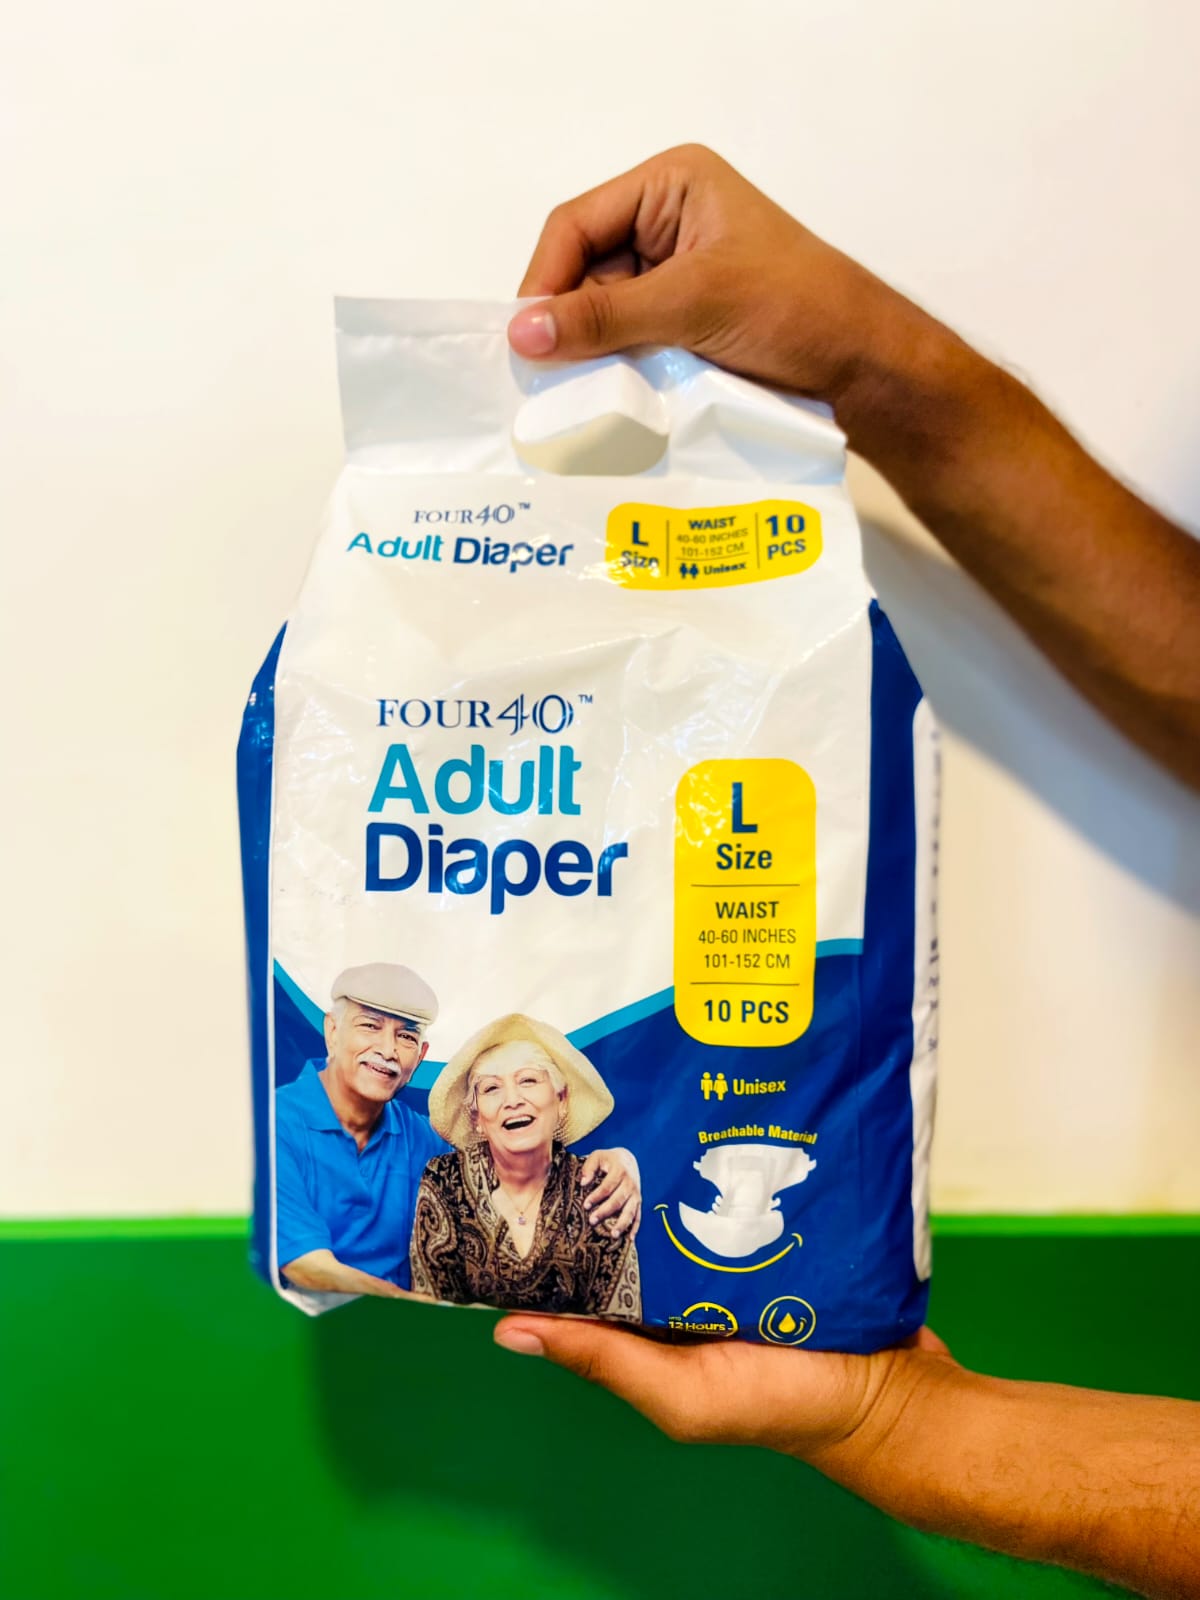 FOUR40™
Adult Diaper
L
Size
WAIST
40-60 INCHES
101-152 CM
Unisex
10
PCS
FOUR40™
Adult
Diaper
L
Size
WAIST
40-60 INCHES
101-152 CM
10 PCS
Unisex
Breathable Material
12 Hours